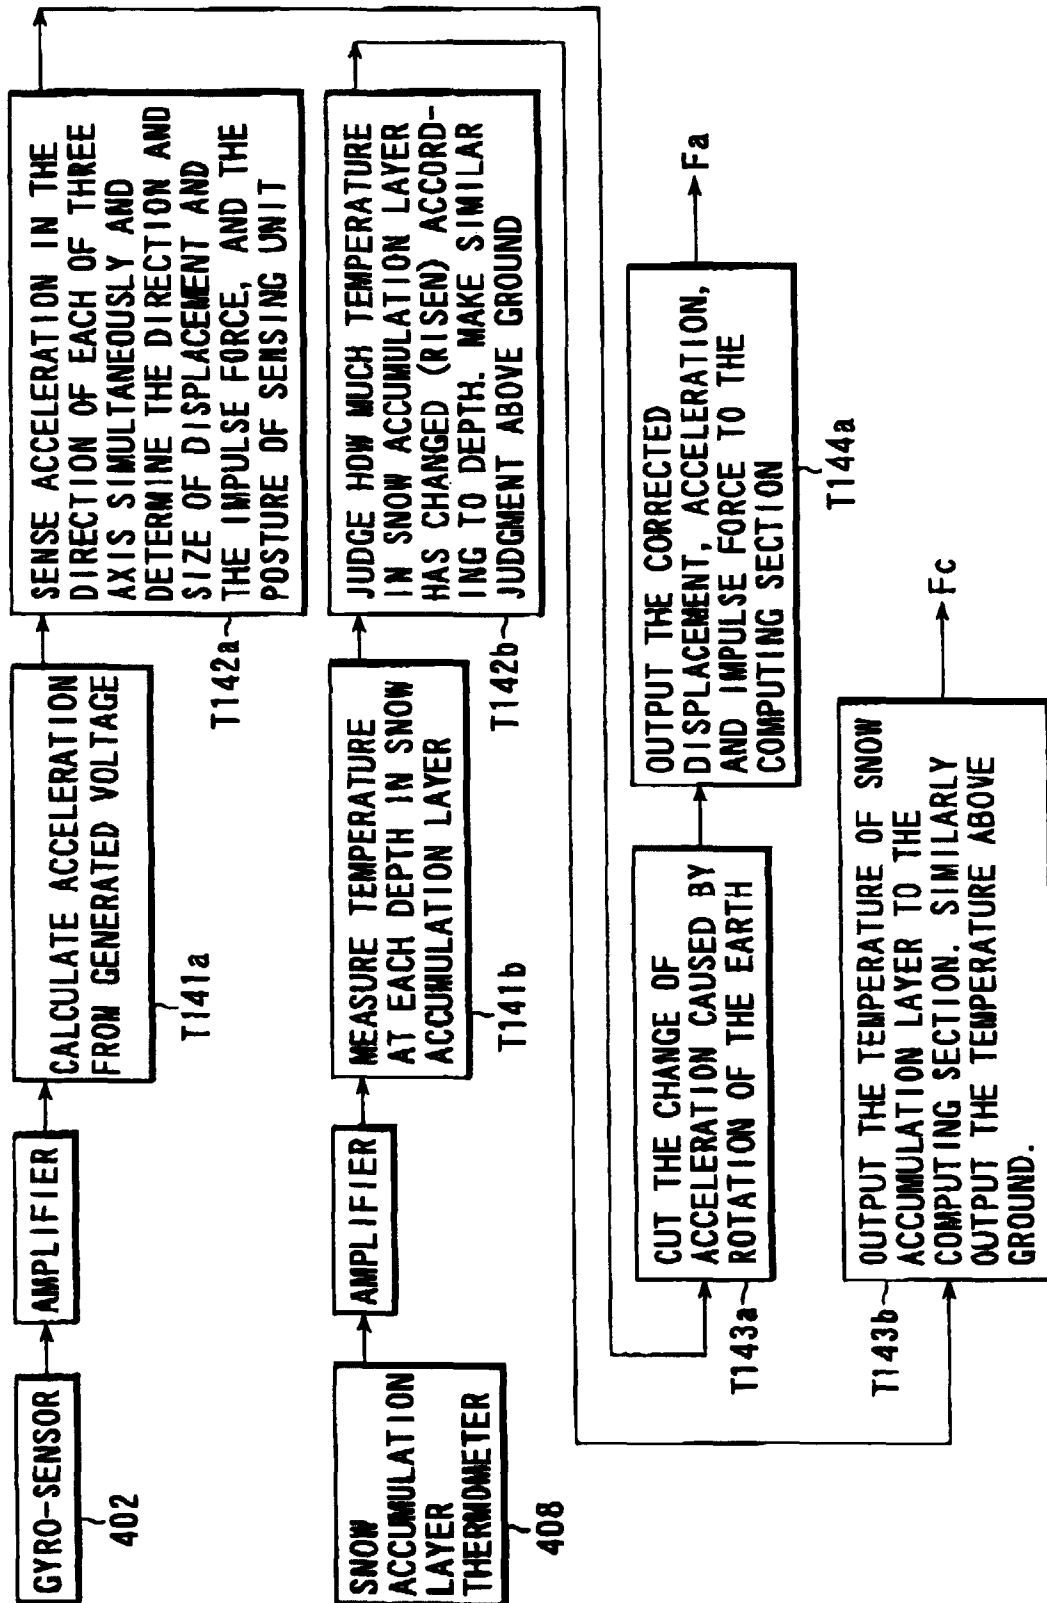 GYRO-SENSOR
402
AMPLIFIER
CALCULATE ACCELERATION
FROM GENERATED VOLTAGE
T141a
SENSE ACCELERATION IN THE
DIRECTION OF EACH OF THREE
AXIS SIMULTANEOUSLY AND
DETERMINE THE DIRECTION AND
SIZE OF DISPLACEMENT AND
THE IMPULSE FORCE, AND THE
POSTURE OF SEMSING UNIT
T142a
SNOW
ACCUMULATION
LAYER
THERMOMETER
408
AMPLIFIER
MEASURE TEMPERATURE
AT EACH DEPTH IN SNOW
ACCUMULATION LAYER
T141b
JUDGE HOW MUCH TEMPERATURE
IN SNOW ACCUMULATION LAYER
HAS CHANGED (RISEN) ACCORD-
ING TO DEPTH. MAKE SIMILAR
JUDGMENT ABOVE GROUND
T142b
CUT THE CHANGE OF
ACCELERATION CAUSED BY
ROTATION OF THE EARTH
T143a
OUTPUT THE CORRECTED
DISPLACEMENT, ACCELERATION,
AND IMPULSE FORCE TO THE
COMPUTING SECTION
T144a
Fa
OUTPUT THE TEMPERATURE OF SNOW
ACCUMULATION LAYER TO THE
COMPUTING SECTION. SIMILARLY
OUTPUT THE TEMPERATURE ABOVE
GROUND.
T143b
Fc